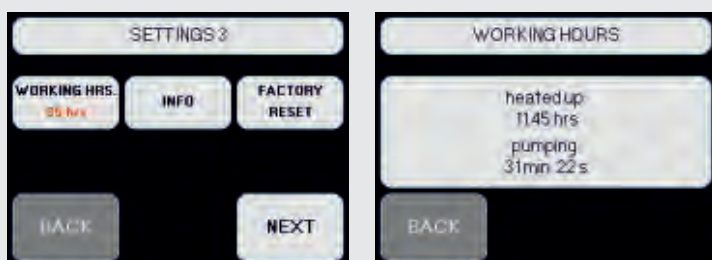 SETTINGS 3
WORKING HRS.
INFO
FACTORY
RESET
BACK
NEXT
WORKING HOURS
heated up
11.45 hrs
pumping
31min 22s
BACK